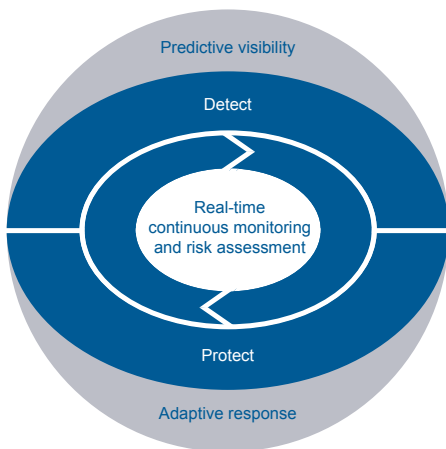 Predictive visibility
Detect
Real-time
continuous monitoring
and risk assessment
Protect
Adaptive response